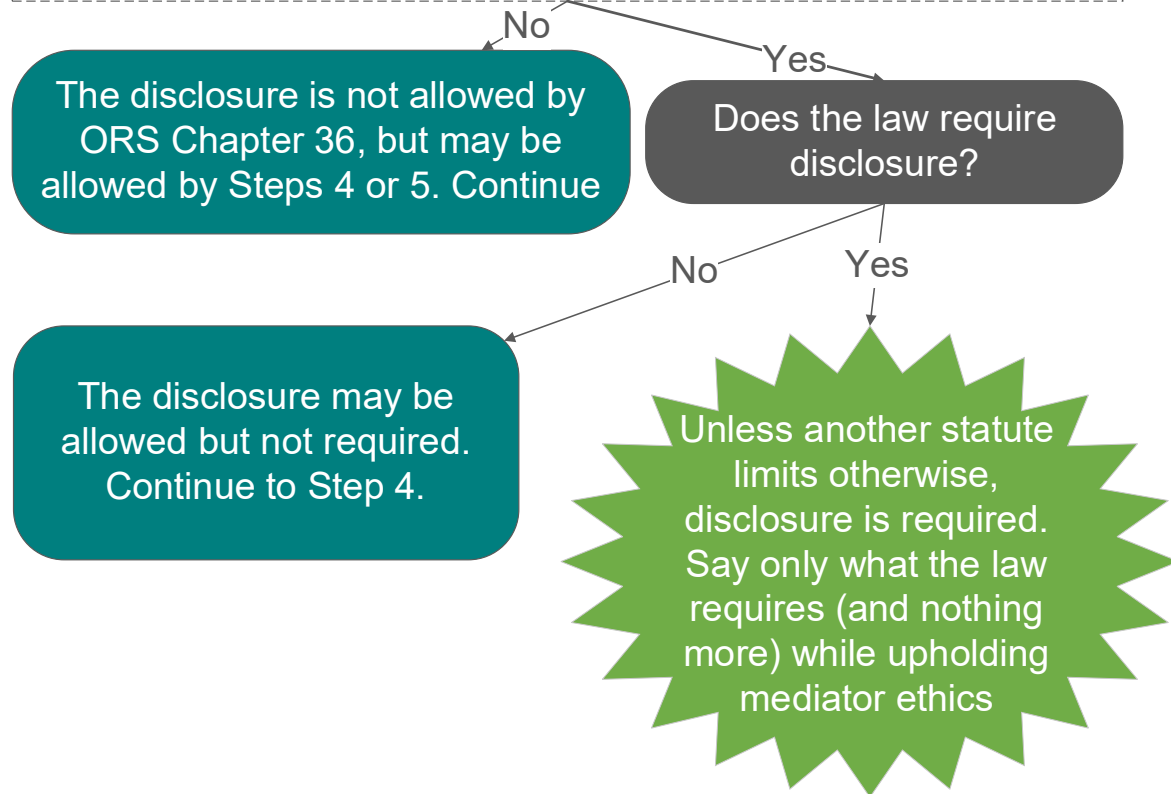 No
Yes
The disclosure is not allowed by
ORS Chapter 36, but may be
allowed by Steps 4 or 5. Continue
Does the law require
disclosure?
No
Yes
The disclosure may be
allowed but not required.
Continue to Step 4.
Unless another statute
limits otherwise,
disclosure is required.
Say only what the law
requires (and nothing
more) while upholding
mediator ethics